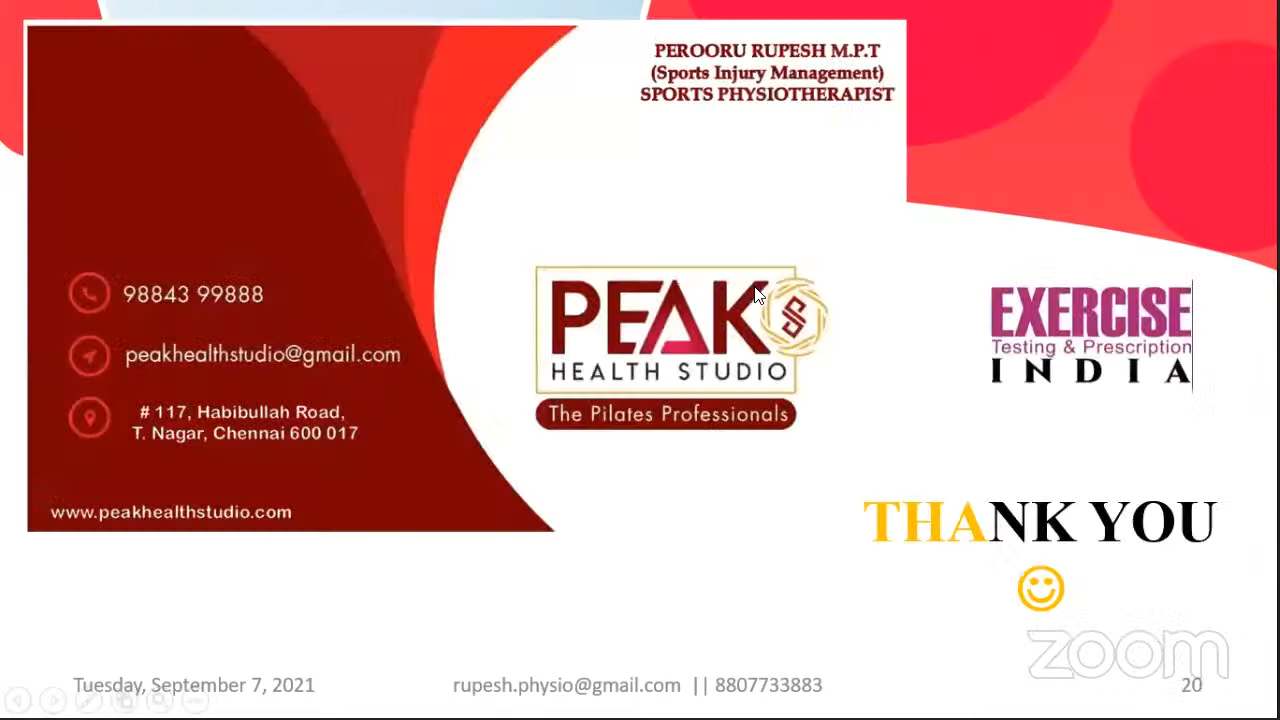 PEROORU RUPESH M.P.T
(Sports Injury Management)
SPORTS PHYSIOTHERAPIST
98843 99888
peakhealthstudio@gmail.com
# 117, Habibullah Road,
T. Nagar, Chennai 600 017
www.peakhealthstudio.com
PEAK
HEALTH STUDIO
The Pilates Professionals
EXERCISE
Testing & Prescription
INDIA
THANK YOU
zoom
Tuesday, September 7, 2021
rupesh.physio@gmail.com || 8807733883
20